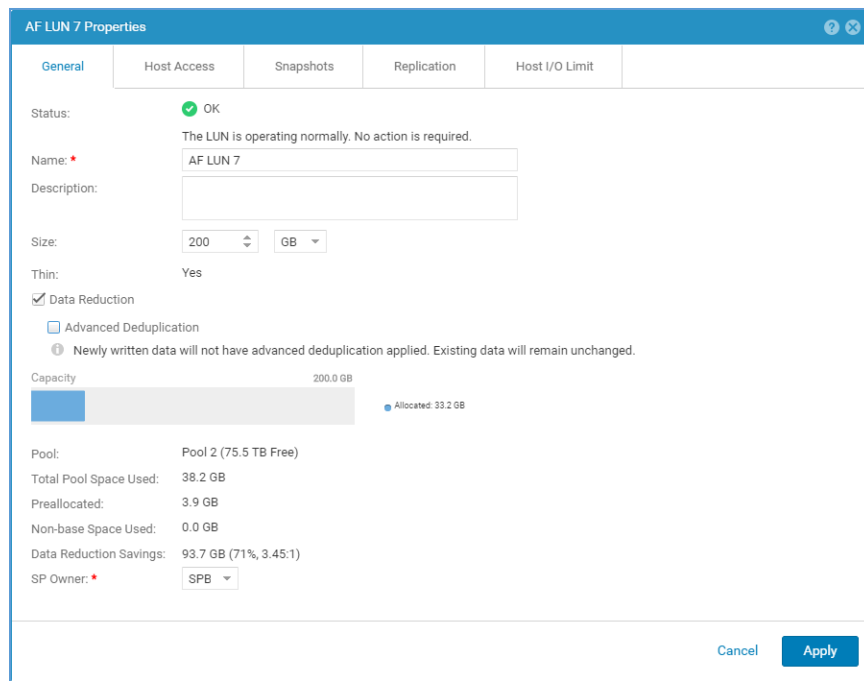 AF LUN 7 Properties
General Host Access Snapshots Replication Host I/O Limit
Status: OK
The LUN is operating normally. No action is required.
Name: * AF LUN 7
Description:
Size: 200 GB
Thin: Yes
Data Reduction
Advanced Deduplication
Newly written data will not have advanced deduplication applied. Existing data will remain unchanged.
Capacity 200.0 GB
Allocated: 33.2 GB
Pool: Pool 2 (75.5 TB Free)
Total Pool Space Used: 38.2 GB
Preallocated: 3.9 GB
Non-base Space Used: 0.0 GB
Data Reduction Savings: 93.7 GB (71%, 3.45:1)
SP Owner: * SPB
Cancel Apply